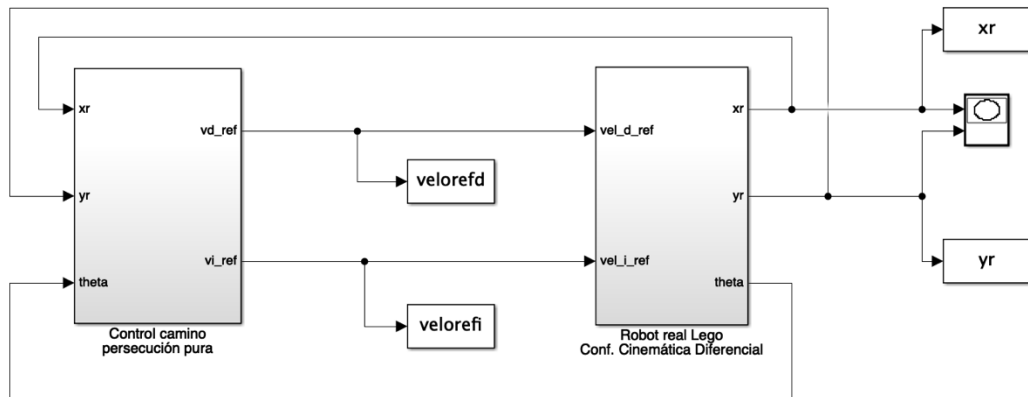 xr
xr
yr
theta
vd_ref
vi_ref
Control camino
persecución pura
velorefd
velorefi
vel_d_ref
vel_i_ref
xr
yr
theta
Robot real Lego
Conf. Cinemática Diferencial
yr